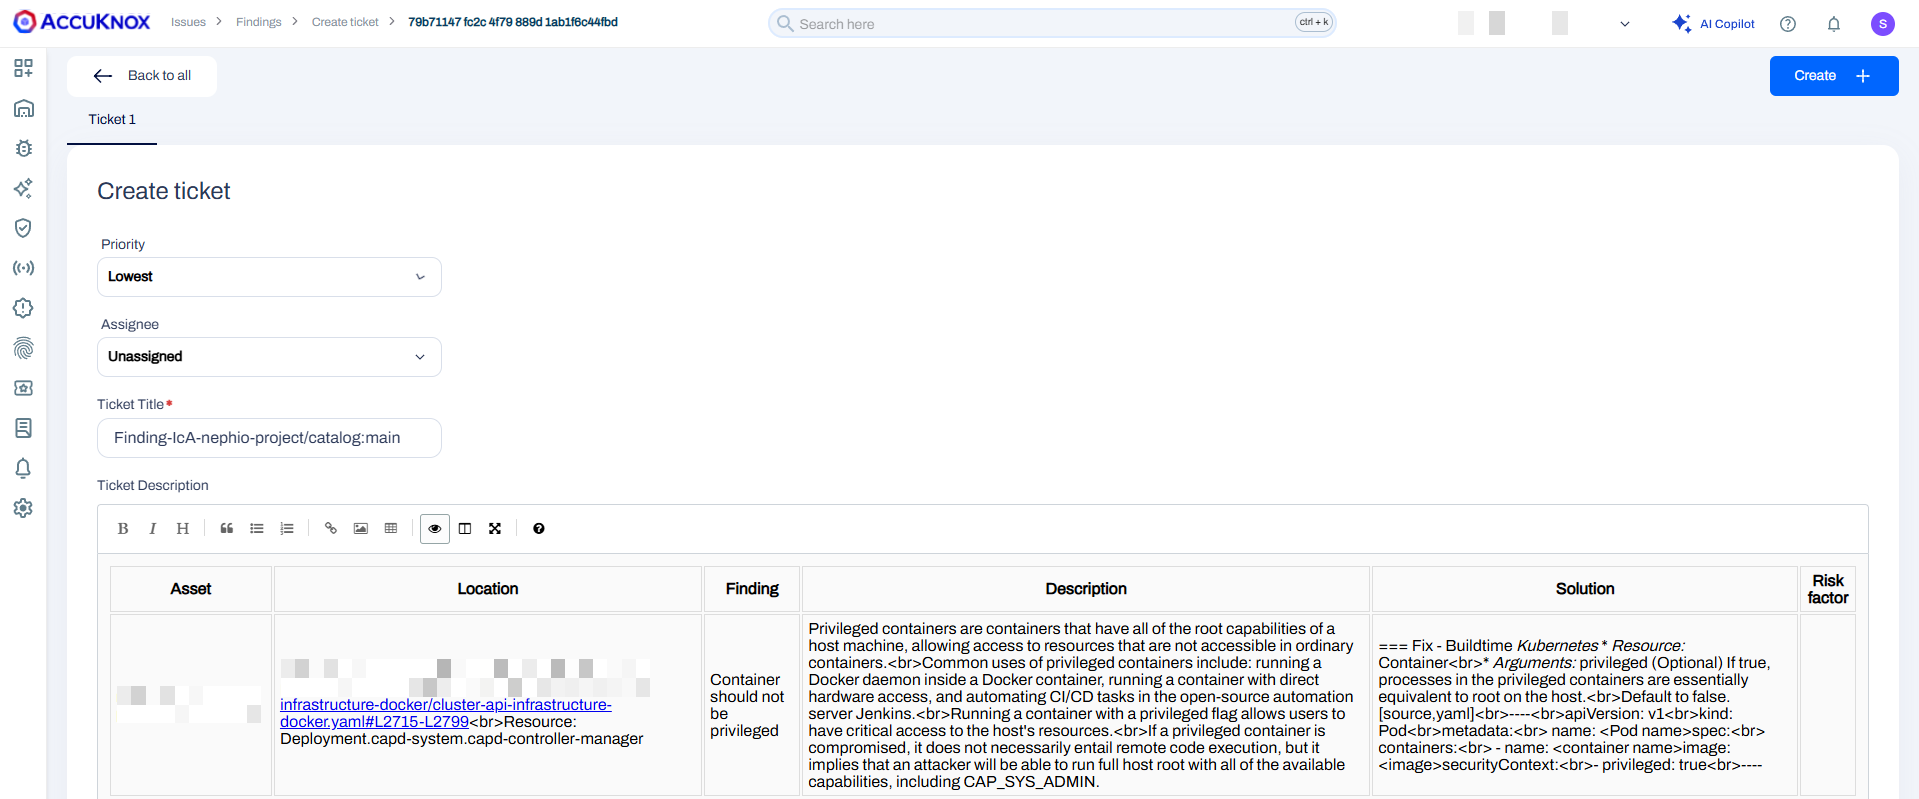 ACCUKNOX
Issues > Findings > Create ticket > 79b71147 fc2c 4f79 889d 1ab1f6c44fbd
Search here
ctrl + k
AI Copilot
S
Back to all
Create +
Ticket 1
Create ticket
Priority
Lowest
Assignee
Unassigned
Ticket Title*
Finding-IcA-nephio-project/catalog:main
Ticket Description
B I H
Asset
Location
Finding
Description
Solution
Risk
factor
infrastructure-docker/cluster-api-infrastructure-
docker.yaml#L2715-L2799<br>Resource:
Deployment.capd-system.capd-controller-manager
Container
should not
be
privileged
Privileged containers are containers that have all of the root capabilities of a
host machine, allowing access to resources that are not accessible in ordinary
containers.<br>Common uses of privileged containers include: running a
Docker daemon inside a Docker container, running a container with direct
hardware access, and automating CI/CD tasks in the open-source automation
server Jenkins.<br>Running a container with a privileged flag allows users to
have critical access to the host's resources.<br>If a privileged container is
compromised, it does not necessarily entail remote code execution, but it
implies that an attacker will be able to run full host root with all of the available
capabilities, including CAP_SYS_ADMIN.
=== Fix - Buildtime Kubernetes * Resource:
Container<br>* Arguments: privileged (Optional) If true,
processes in the privileged containers are essentially
equivalent to root on the host.<br>Default to false.
[source,yaml]<br>----<br>apiVersion: v1<br>kind:
Pod<br>metadata:<br> name: <Pod name>spec:<br>
containers:<br> - name: <container name>image:
<image>securityContext:<br>- privileged: true<br>----